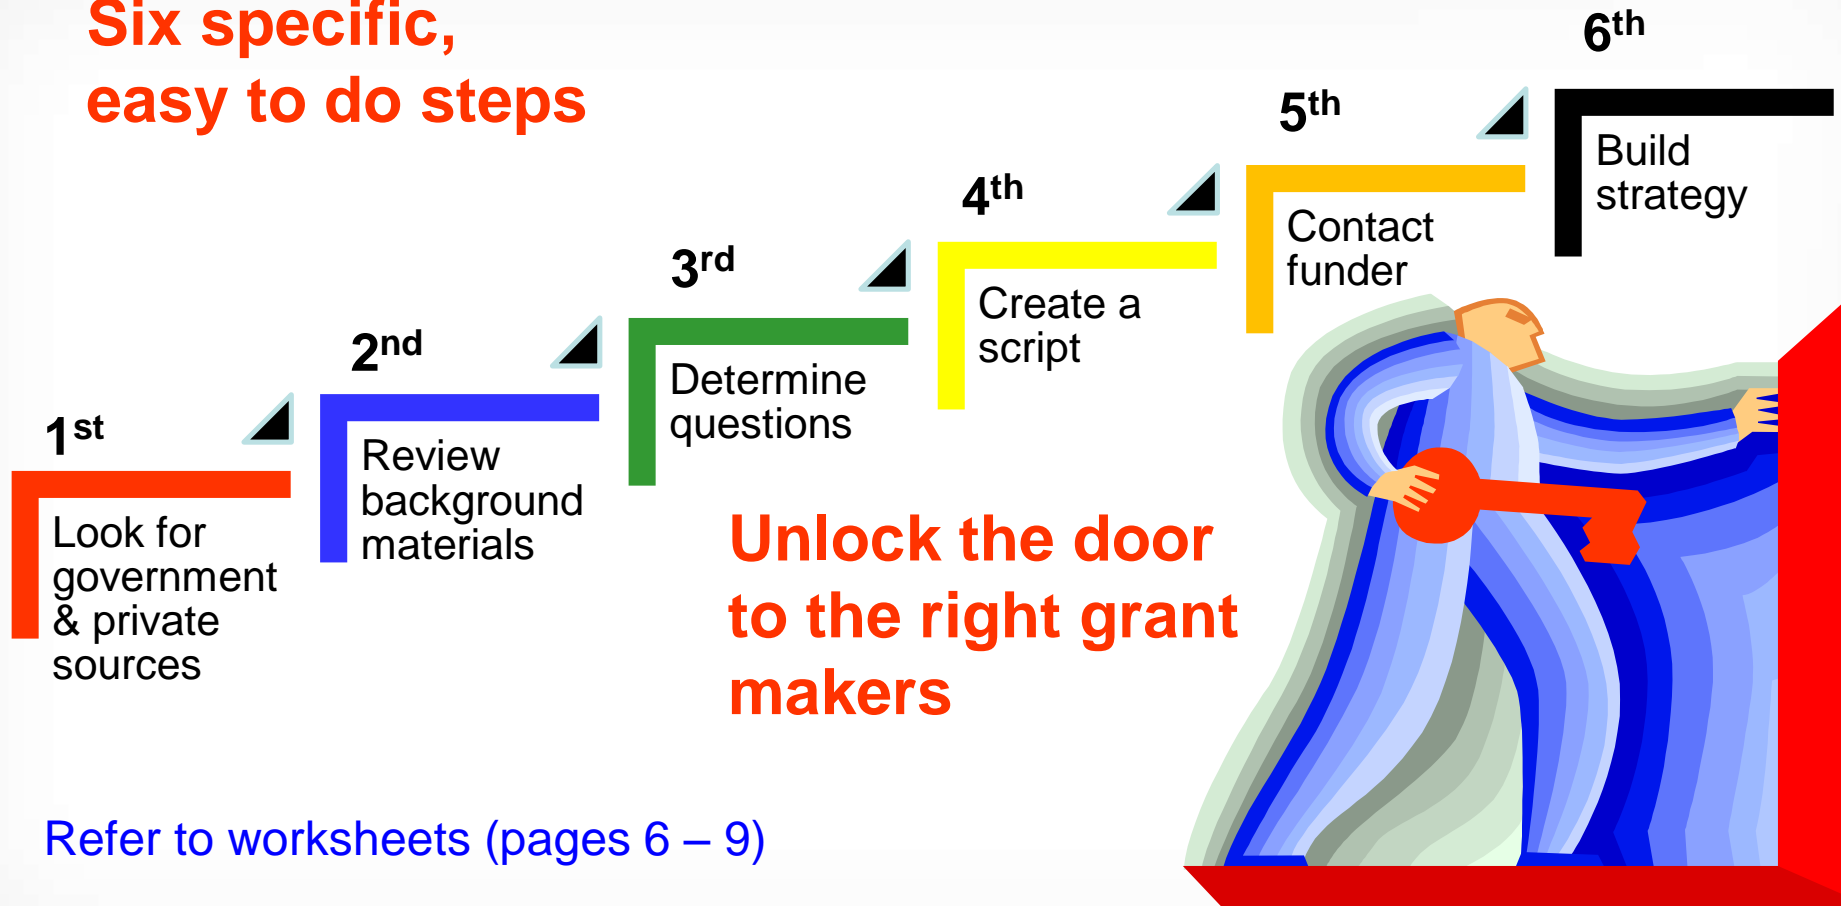 Six specific,
easy to do steps
1st
Look for
government
& private
sources
2nd
Review
background
materials
3rd
Determine
questions
4th
Create a
script
5th
Contact
funder
6th
Build
strategy
Unlock the door
to the right grant
makers
Refer to worksheets (pages 6 – 9)